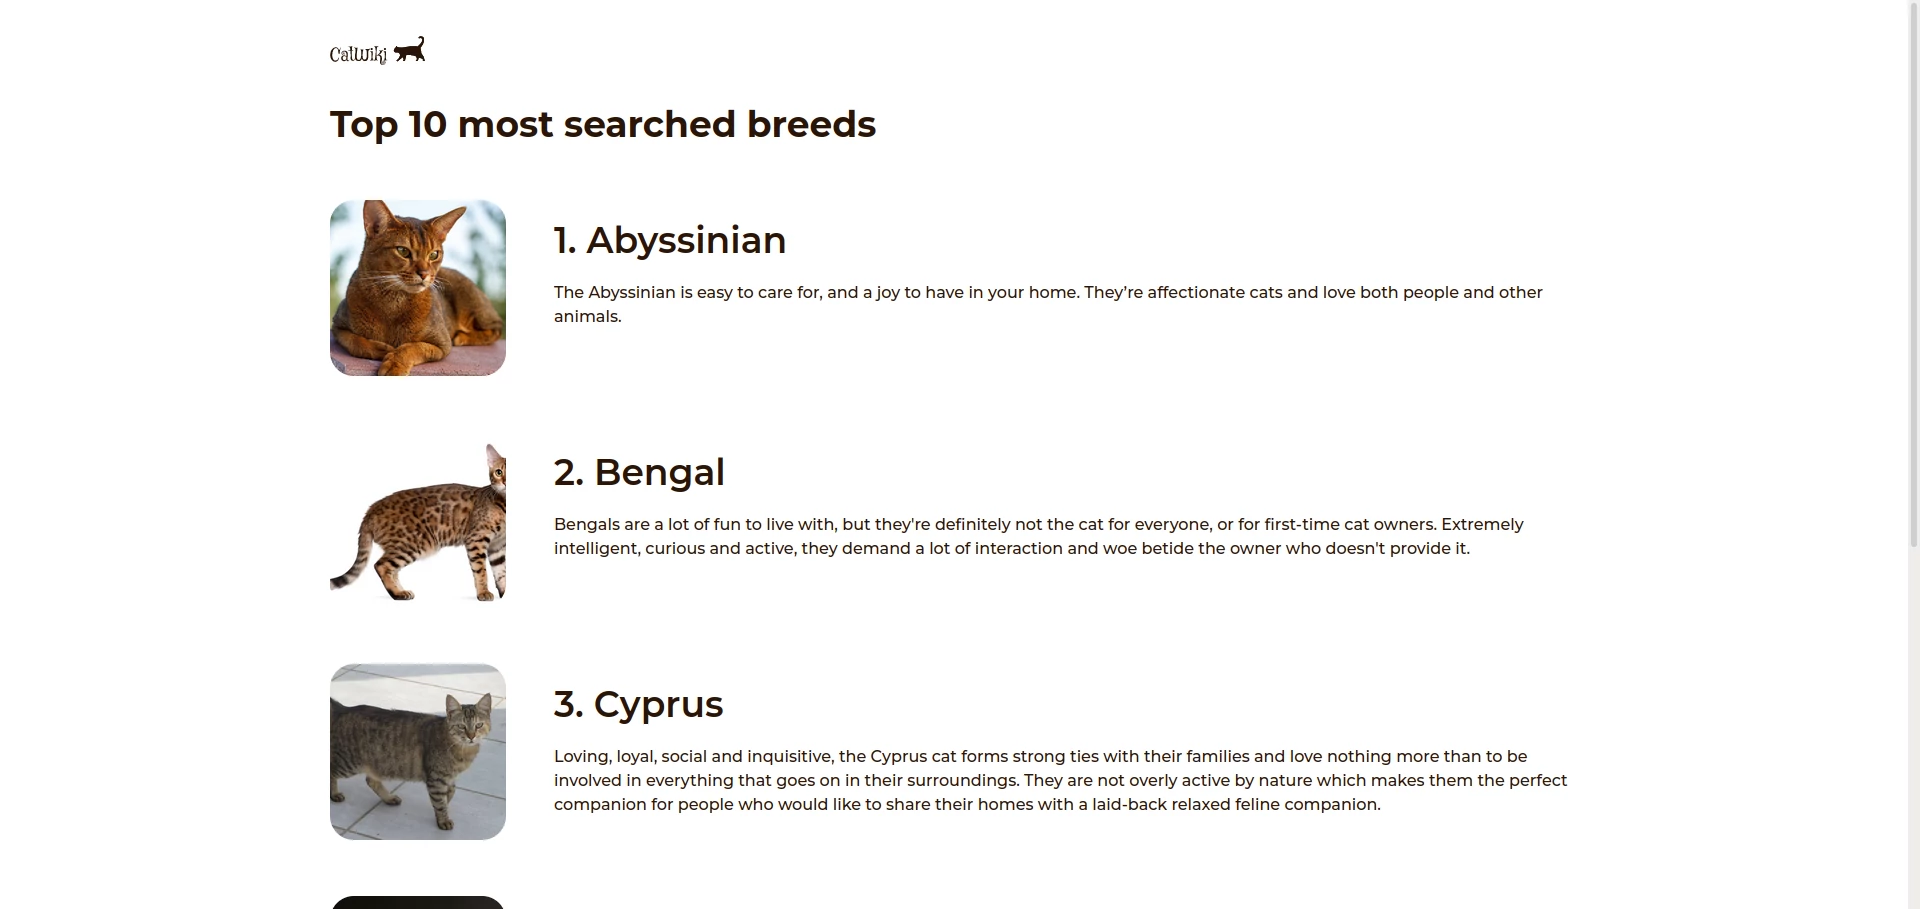 CatWiki
Top 10 most searched breeds
1. Abyssinian
The Abyssinian is easy to care for, and a joy to have in your home. They’re affectionate cats and love both people and other
animals.
2. Bengal
Bengals are a lot of fun to live with, but they're definitely not the cat for everyone, or for first-time cat owners. Extremely
intelligent, curious and active, they demand a lot of interaction and woe betide the owner who doesn't provide it.
3. Cyprus
Loving, loyal, social and inquisitive, the Cyprus cat forms strong ties with their families and love nothing more than to be
involved in everything that goes on in their surroundings. They are not overly active by nature which makes them the perfect
companion for people who would like to share their homes with a laid-back relaxed feline companion.